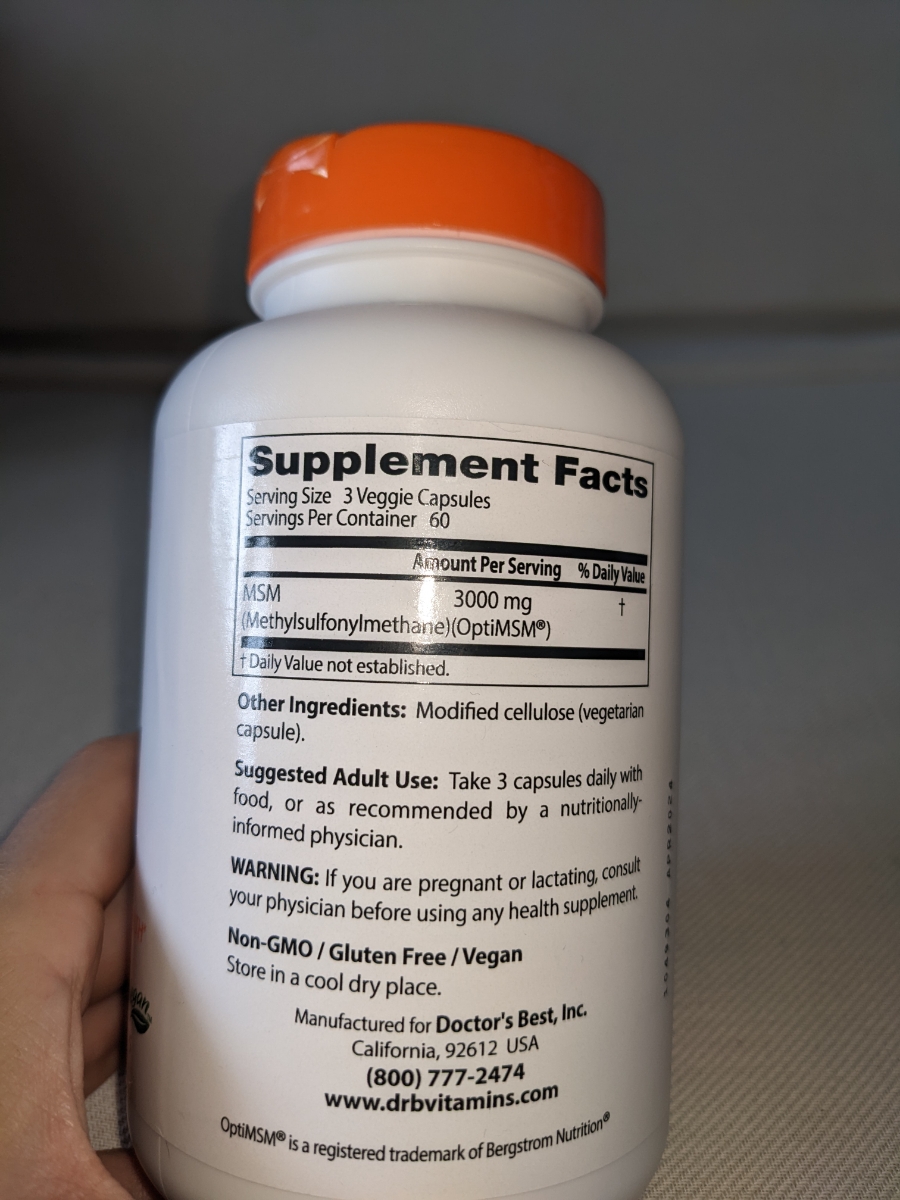 Supplement Facts
Serving Size 3 Veggie Capsules
Servings Per Container 60
Amount Per Serving % Daily Value
MSM 3000 mg †
(Methylsulfonylmethane)(OptiMSM®)
† Daily Value not established.
Other Ingredients: Modified cellulose (vegetarian
capsule).
Suggested Adult Use: Take 3 capsules daily with
food, or as recommended by a nutritionally-
informed physician.
WARNING: If you are pregnant or lactating, consult
your physician before using any health supplement.
Non-GMO / Gluten Free / Vegan
Store in a cool dry place.
Manufactured for Doctor's Best, Inc.
California, 92612 USA
(800) 777-2474
www.drbvitamins.com
OptiMSM® is a registered trademark of Bergstrom Nutrition®